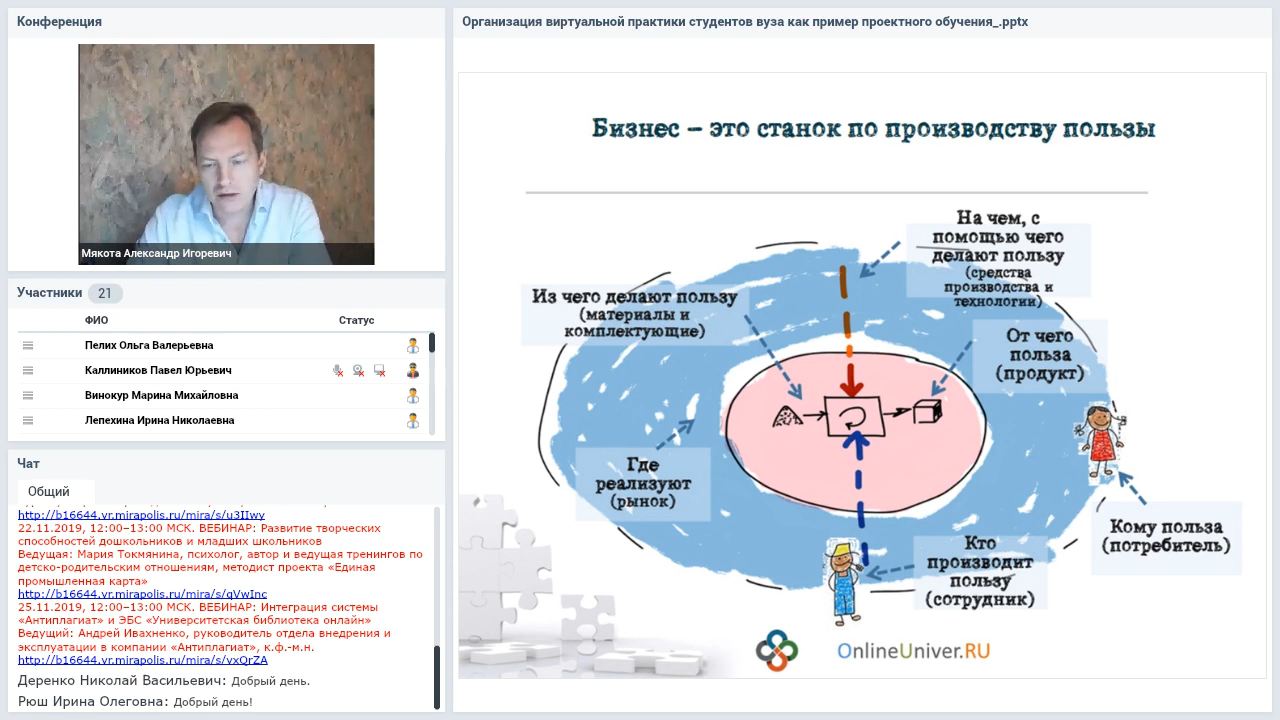 Конференция
Мякота Александр Игоревич
Участники 21
ФИО Статус
Пелих Ольга Валерьевна
Каллиников Павел Юрьевич
Винокур Марина Михайловна
Лепехина Ирина Николаевна
Чат
Общий
http://b16644.vr.mirapolis.ru/mira/s/u3IIwy
22.11.2019, 12:00–13:00 МСК. ВЕБИНАР: Развитие творческих
способностей дошкольников и младших школьников
Ведущая: Мария Токмянина, психолог, автор и ведущая тренингов по
детско-родительским отношениям, методист проекта «Единая
промышленная карта»
http://b16644.vr.mirapolis.ru/mira/s/qVwInc
25.11.2019, 12:00–13:00 МСК. ВЕБИНАР: Интеграция системы
«Антиплагиат» и ЭБС «Университетская библиотека онлайн»
Ведущий: Андрей Ивахненко, руководитель отдела внедрения и
эксплуатации в компании «Антиплагиат», к.ф.-м.н.
http://b16644.vr.mirapolis.ru/mira/s/vxQrZA
Деренко Николай Васильевич: Добрый день.
Рюш Ирина Олеговна: Добрый день!
Организация виртуальной практики студентов вуза как пример проектного обучения_.pptx
Бизнес – это станок по производству пользы
На чем, с
помощью чего
делают пользу
(средства
производства и
технологии)
Из чего делают пользу
(материалы и
комплектующие)
От чего
польза
(продукт)
Где
реализуют
(рынок)
Кому польза
(потребитель)
Кто
производит
пользу
(сотрудник)
OnlineUniver.RU